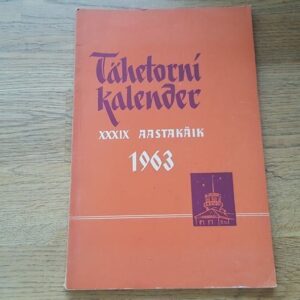 Tähetorni
kalender
XXXIX AASTAKÄIK
1963